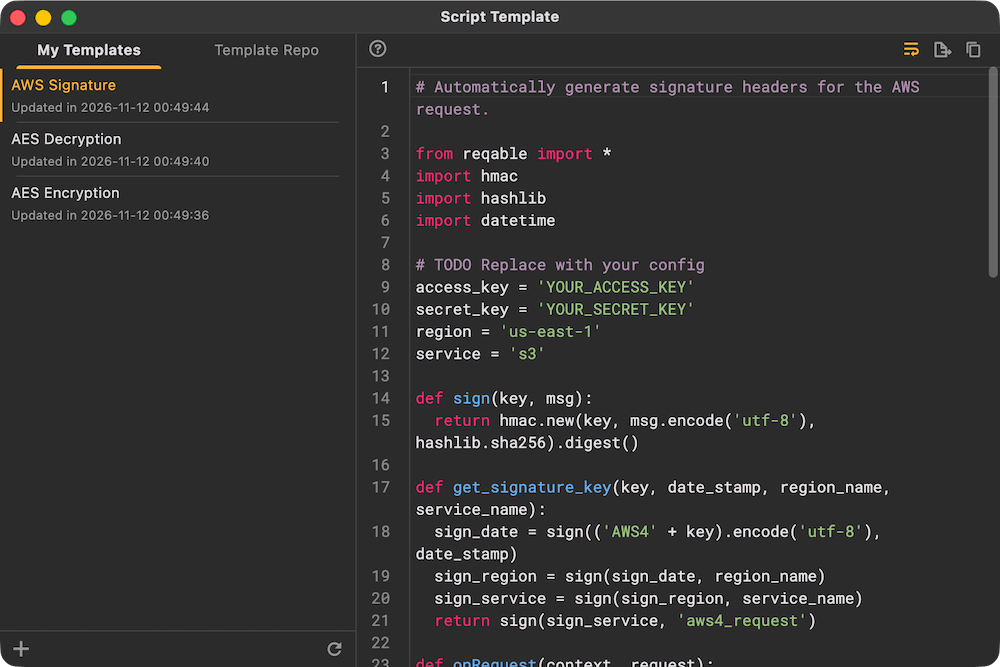 Script Template
My Templates
Template Repo
AWS Signature
Updated in 2026-11-12 00:49:44
AES Decryption
Updated in 2026-11-12 00:49:40
AES Encryption
Updated in 2026-11-12 00:49:36
1 # Automatically generate signature headers for the AWS
request.
2
3 from reqable import *
4 import hmac
5 import hashlib
6 import datetime
7
8 # TODO Replace with your config
9 access_key = 'YOUR_ACCESS_KEY'
10 secret_key = 'YOUR_SECRET_KEY'
11 region = 'us-east-1'
12 service = 's3'
13
14 def sign(key, msg):
15   return hmac.new(key, msg.encode('utf-8'),
hashlib.sha256).digest()
16
17 def get_signature_key(key, date_stamp, region_name,
service_name):
18   sign_date = sign(('AWS4' + key).encode('utf-8'),
date_stamp)
19   sign_region = sign(sign_date, region_name)
20   sign_service = sign(sign_region, service_name)
21   return sign(sign_service, 'aws4_request')
22
23 def onRequest(context, request):